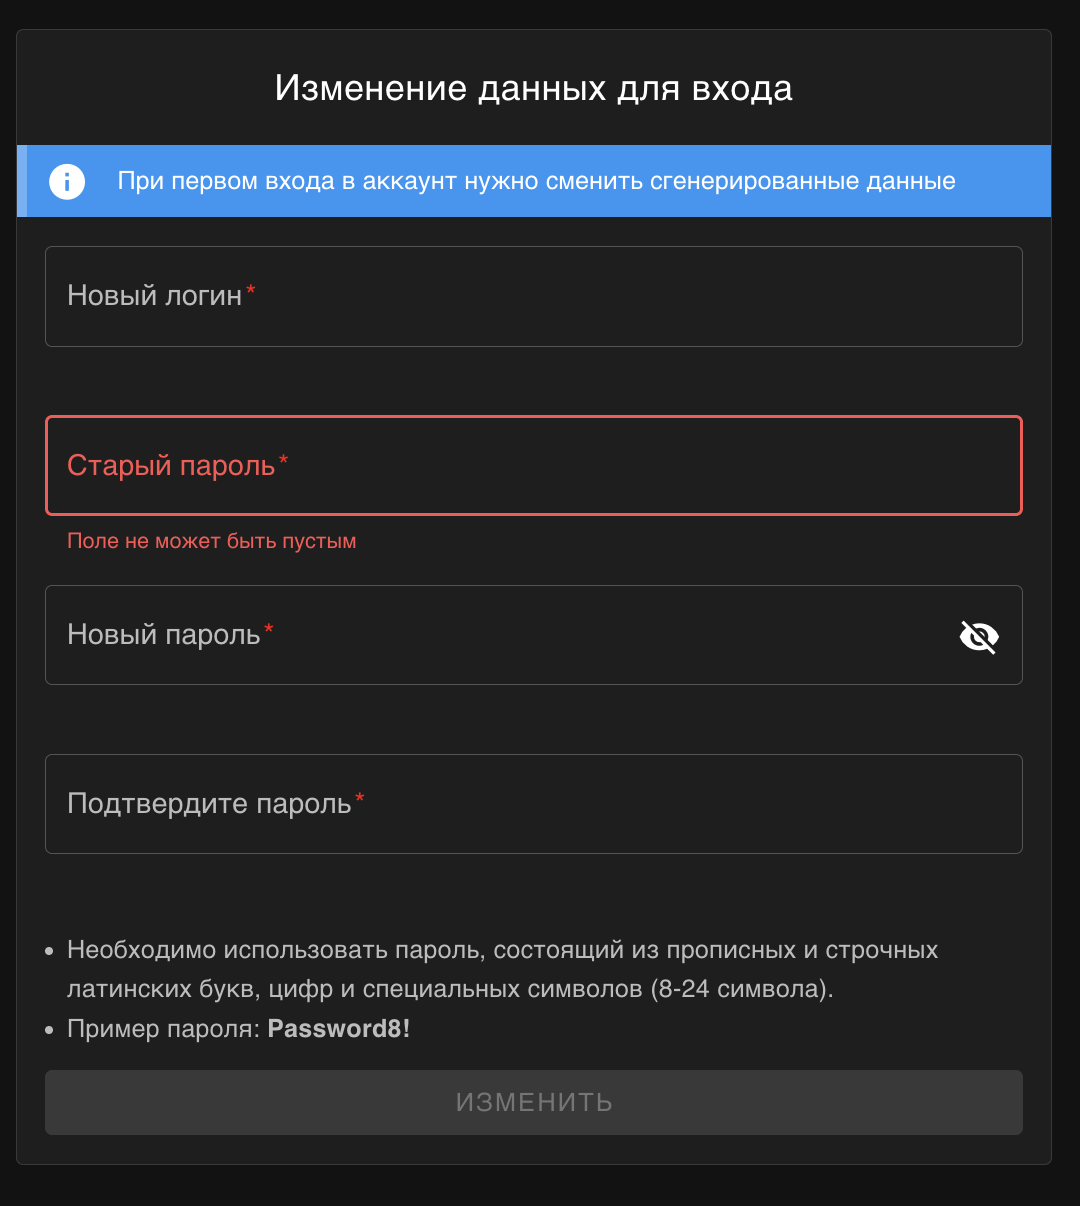 Изменение данных для входа
При первом входа в аккаунт нужно сменить сгенерированные данные
Новый логин*
Старый пароль*
Поле не может быть пустым
Новый пароль*
Подтвердите пароль*
• Необходимо использовать пароль, состоящий из прописных и строчных
латинских букв, цифр и специальных символов (8-24 символа).
• Пример пароля: Password8!
ИЗМЕНИТЬ